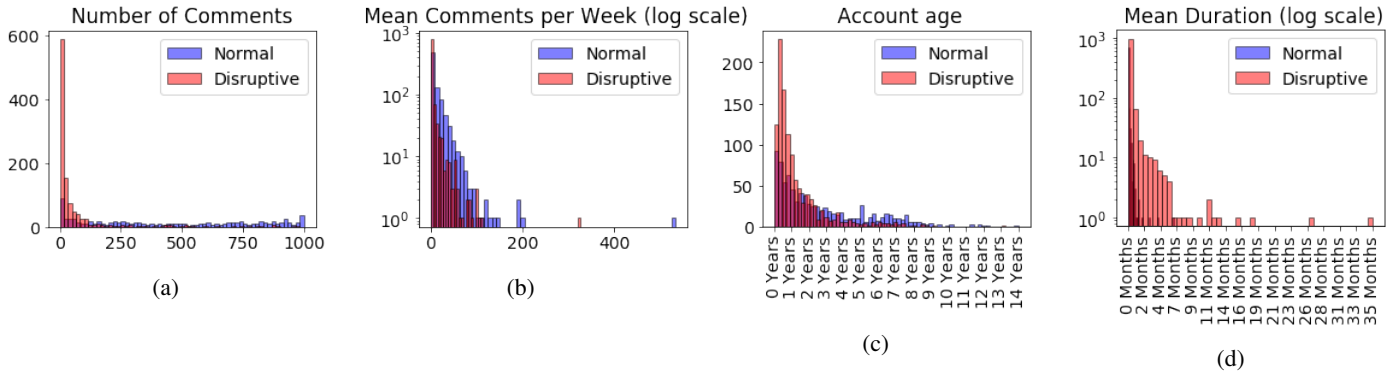 Number of Comments
600
400
200
0
0
250
500
750
1000
Normal
Disruptive
(a)
Mean Comments per Week (log scale)
10³
10²
10¹
10⁰
0
200
400
Normal
Disruptive
(b)
Account age
200
150
100
50
0
0 Years
1 Years
2 Years
3 Years
4 Years
5 Years
6 Years
7 Years
8 Years
9 Years
10 Years
11 Years
12 Years
13 Years
14 Years
Normal
Disruptive
(c)
Mean Duration (log scale)
10³
10²
10¹
10⁰
0 Months
2 Months
4 Months
7 Months
9 Months
11 Months
14 Months
16 Months
19 Months
21 Months
23 Months
26 Months
28 Months
31 Months
33 Months
35 Months
Normal
Disruptive
(d)